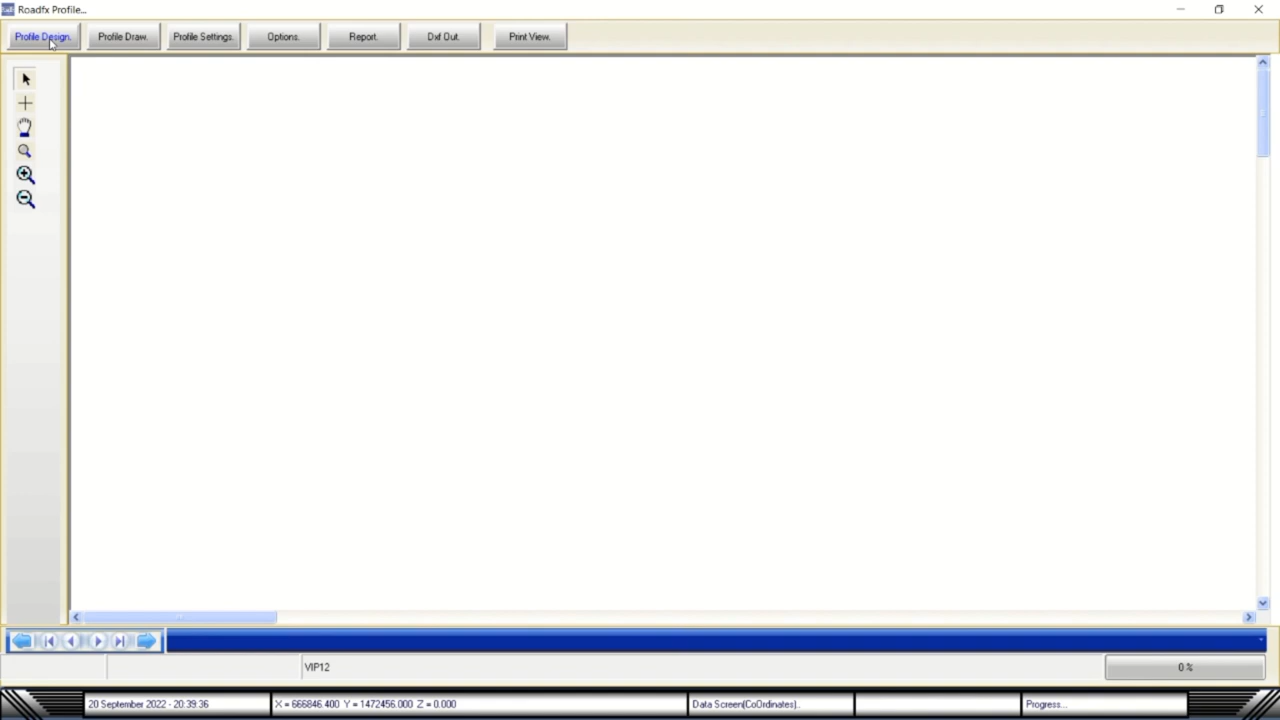 Roadfx Profile...
Profile Design. Profile Draw. Profile Settings. Options. Report. Dxf Out. Print View.
VIP12
0 %
20 September 2022 - 20:39:36 X = 666846.400 Y = 1472456.000 Z = 0.000 Data Screen(CoOrdinates).. Progress...